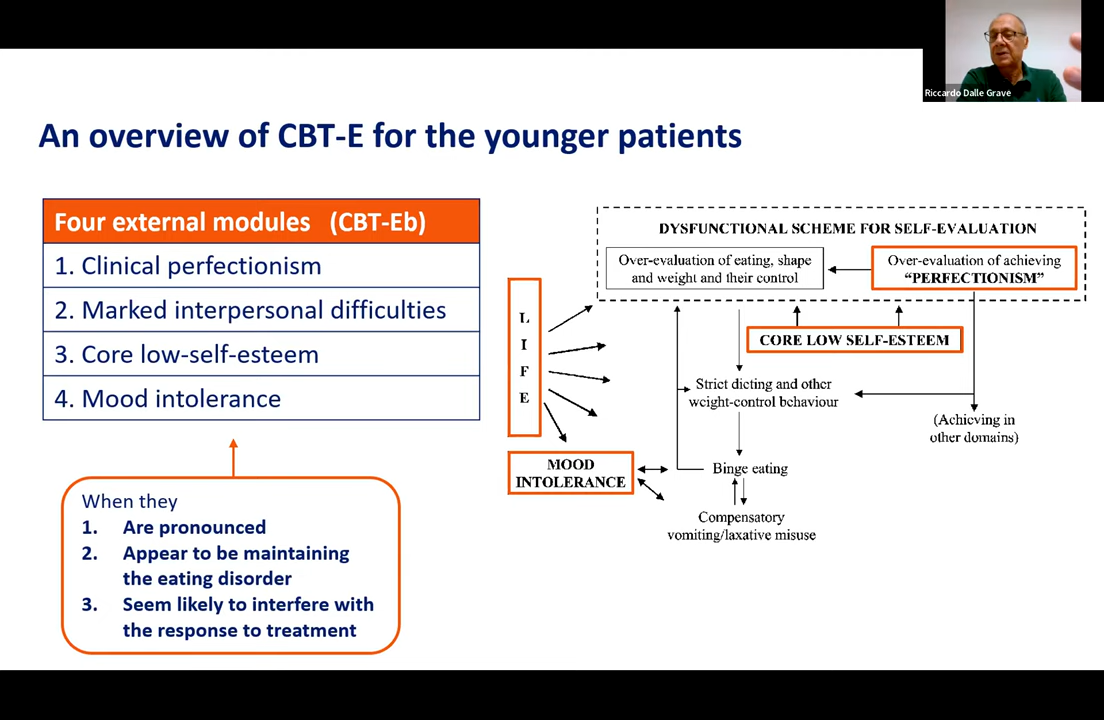 Riccardo Dalle Grave
An overview of CBT-E for the younger patients
Four external modules (CBT-Eb)
1. Clinical perfectionism
2. Marked interpersonal difficulties
3. Core low-self-esteem
4. Mood intolerance
When they
1. Are pronounced
2. Appear to be maintaining
the eating disorder
3. Seem likely to interfere with
the response to treatment
DYSFUNCTIONAL SCHEME FOR SELF-EVALUATION
Over-evaluation of eating, shape
and weight and their control
Over-evaluation of achieving
“PERFECTIONISM”
L
I
F
E
CORE LOW SELF-ESTEEM
Strict dieting and other
weight-control behaviour
(Achieving in
other domains)
MOOD
INTOLERANCE
Binge eating
Compensatory
vomiting/laxative misuse